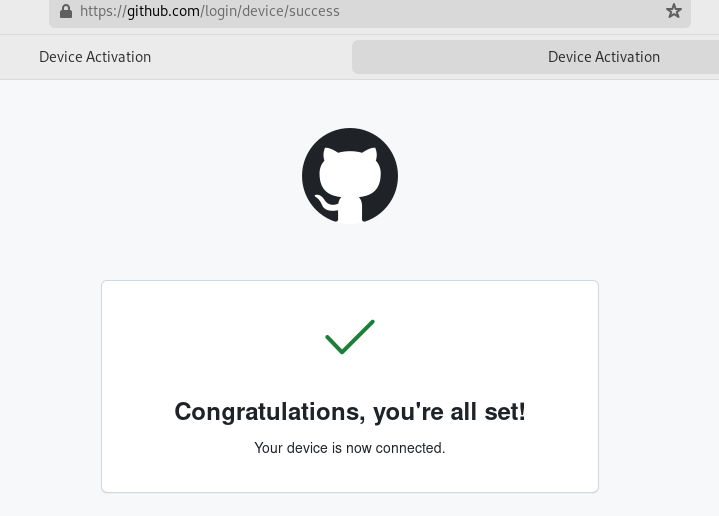 https://github.com/login/device/success
Device Activation
Device Activation
Congratulations, you're all set!
Your device is now connected.